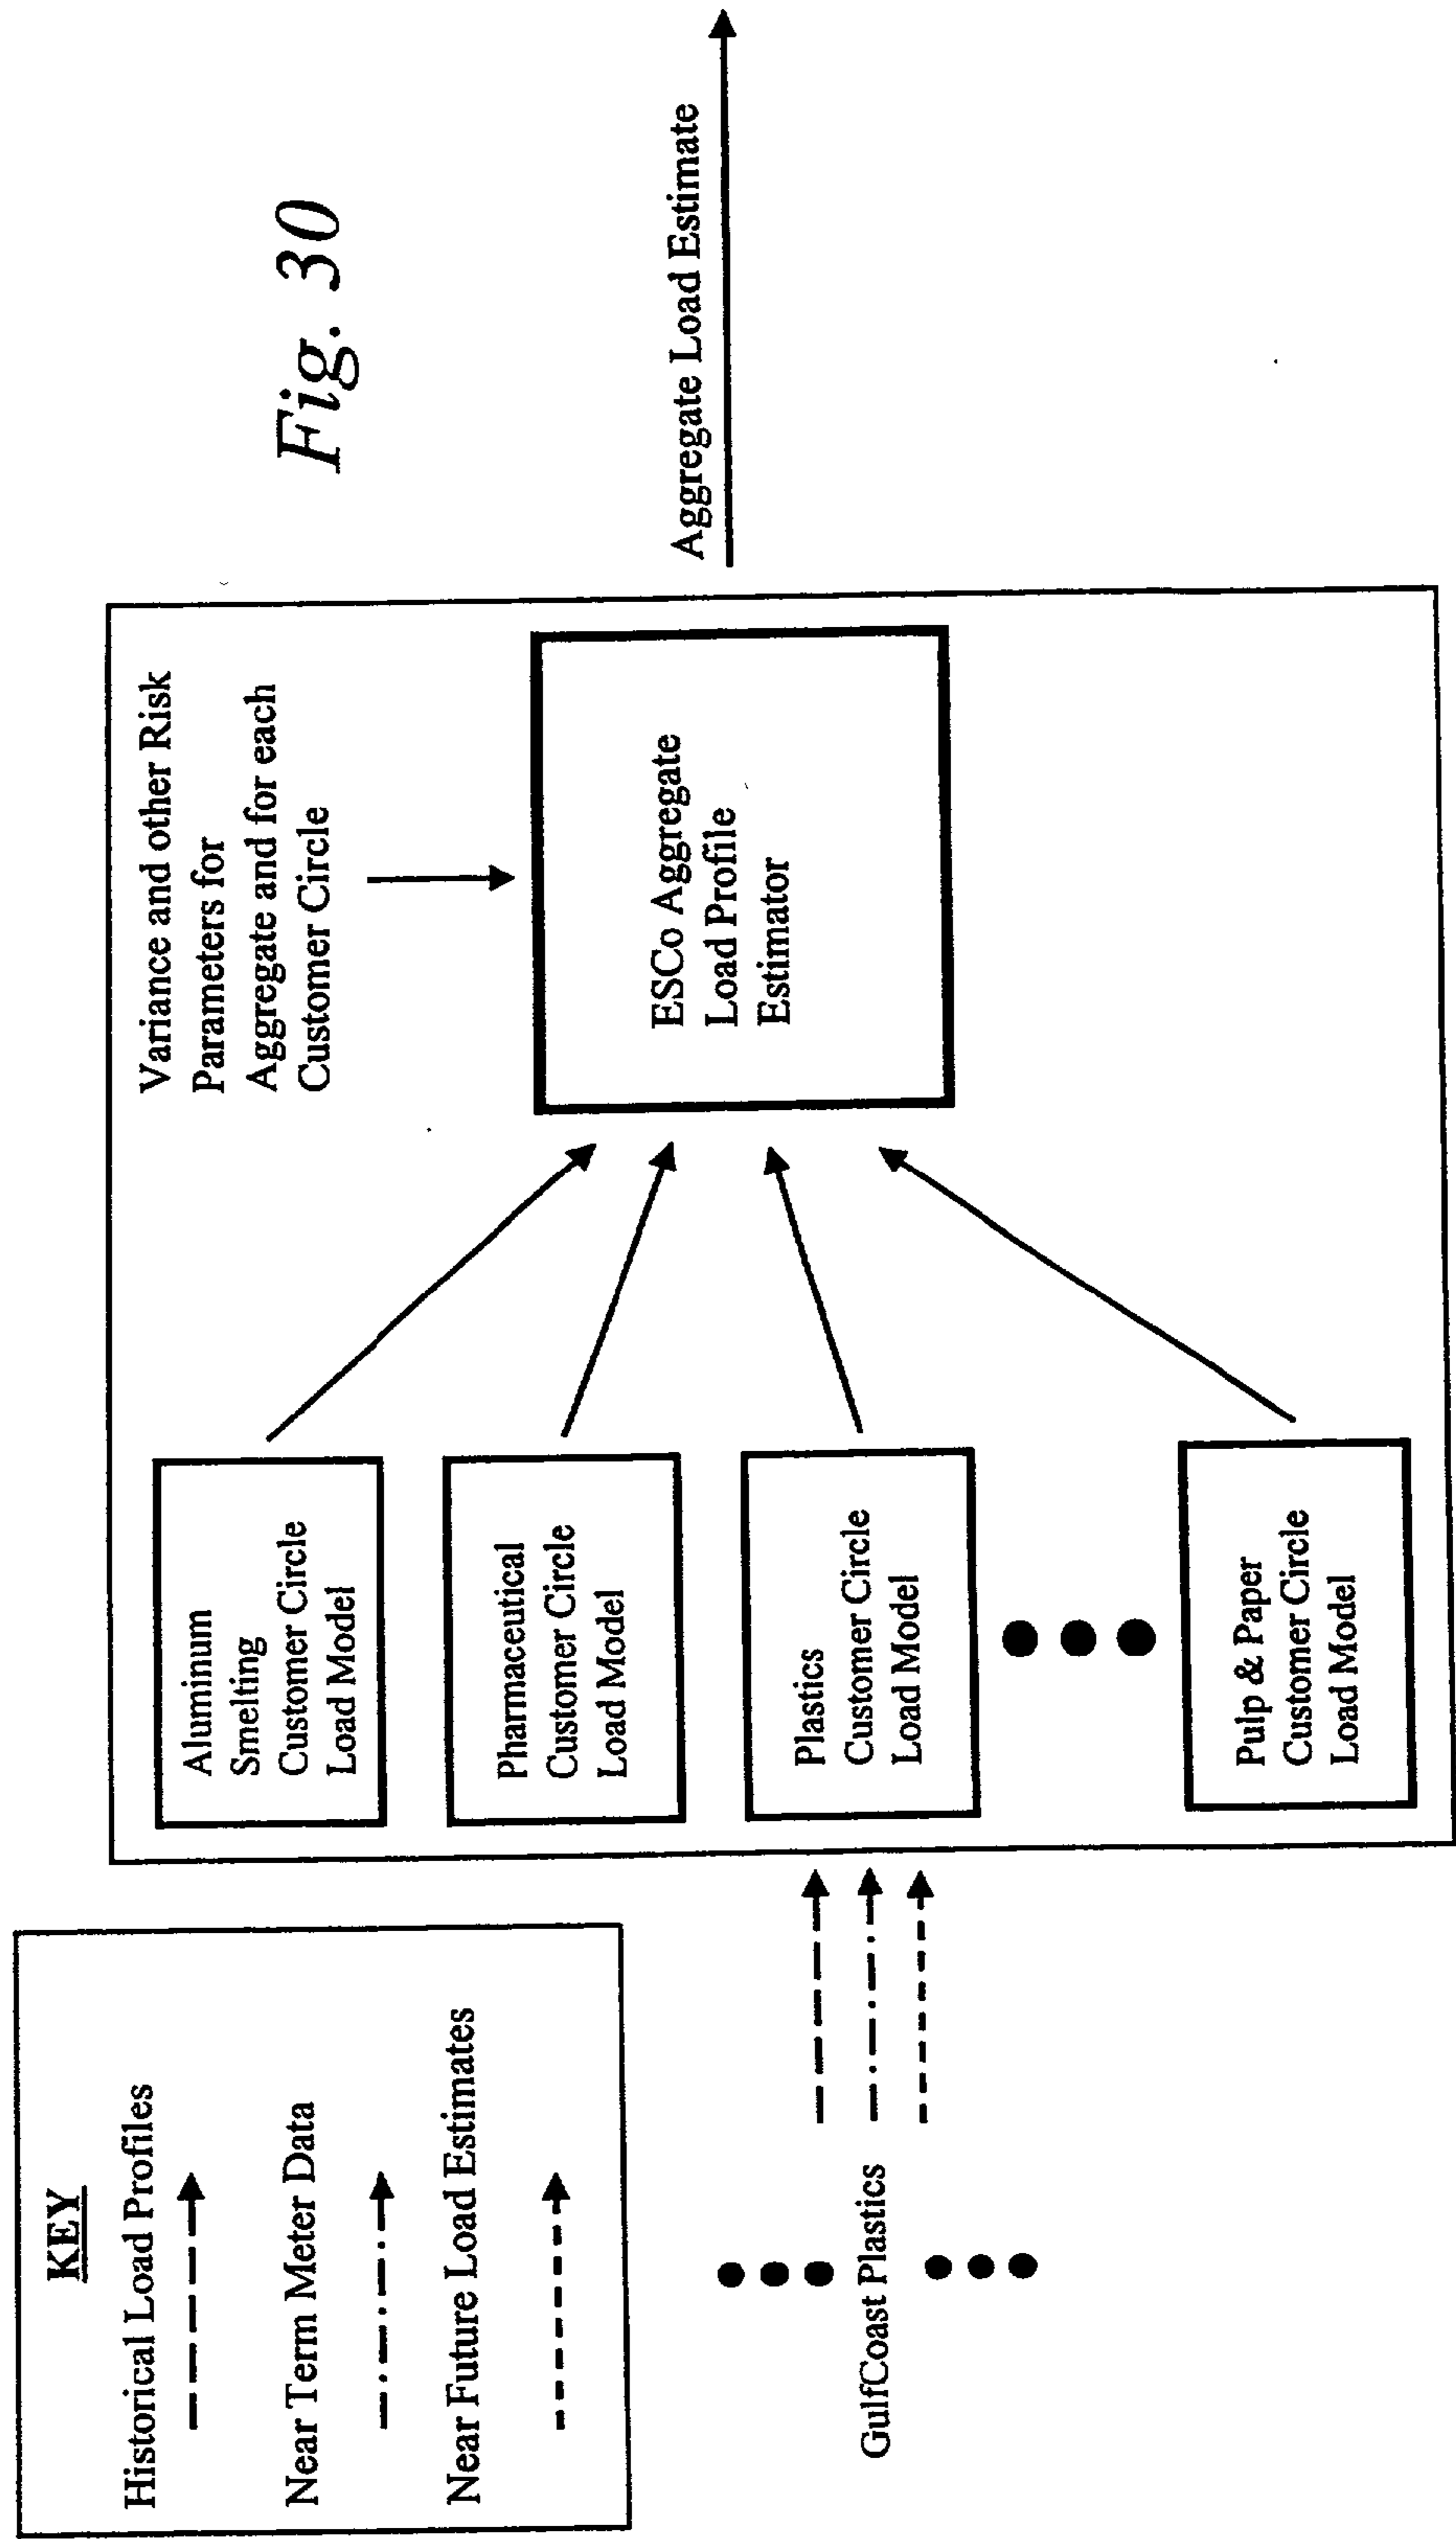 KEY
Historical Load Profiles
Near Term Meter Data
Near Future Load Estimates
GulfCoast Plastics
Aluminum
Smelting
Customer Circle
Load Model
Pharmaceutical
Customer Circle
Load Model
Plastics
Customer Circle
Load Model
Pulp & Paper
Customer Circle
Load Model
Variance and other Risk
Parameters for
Aggregate and for each
Customer Circle
ESCo Aggregate
Load Profile
Estimator
Aggregate Load Estimate
Fig. 30